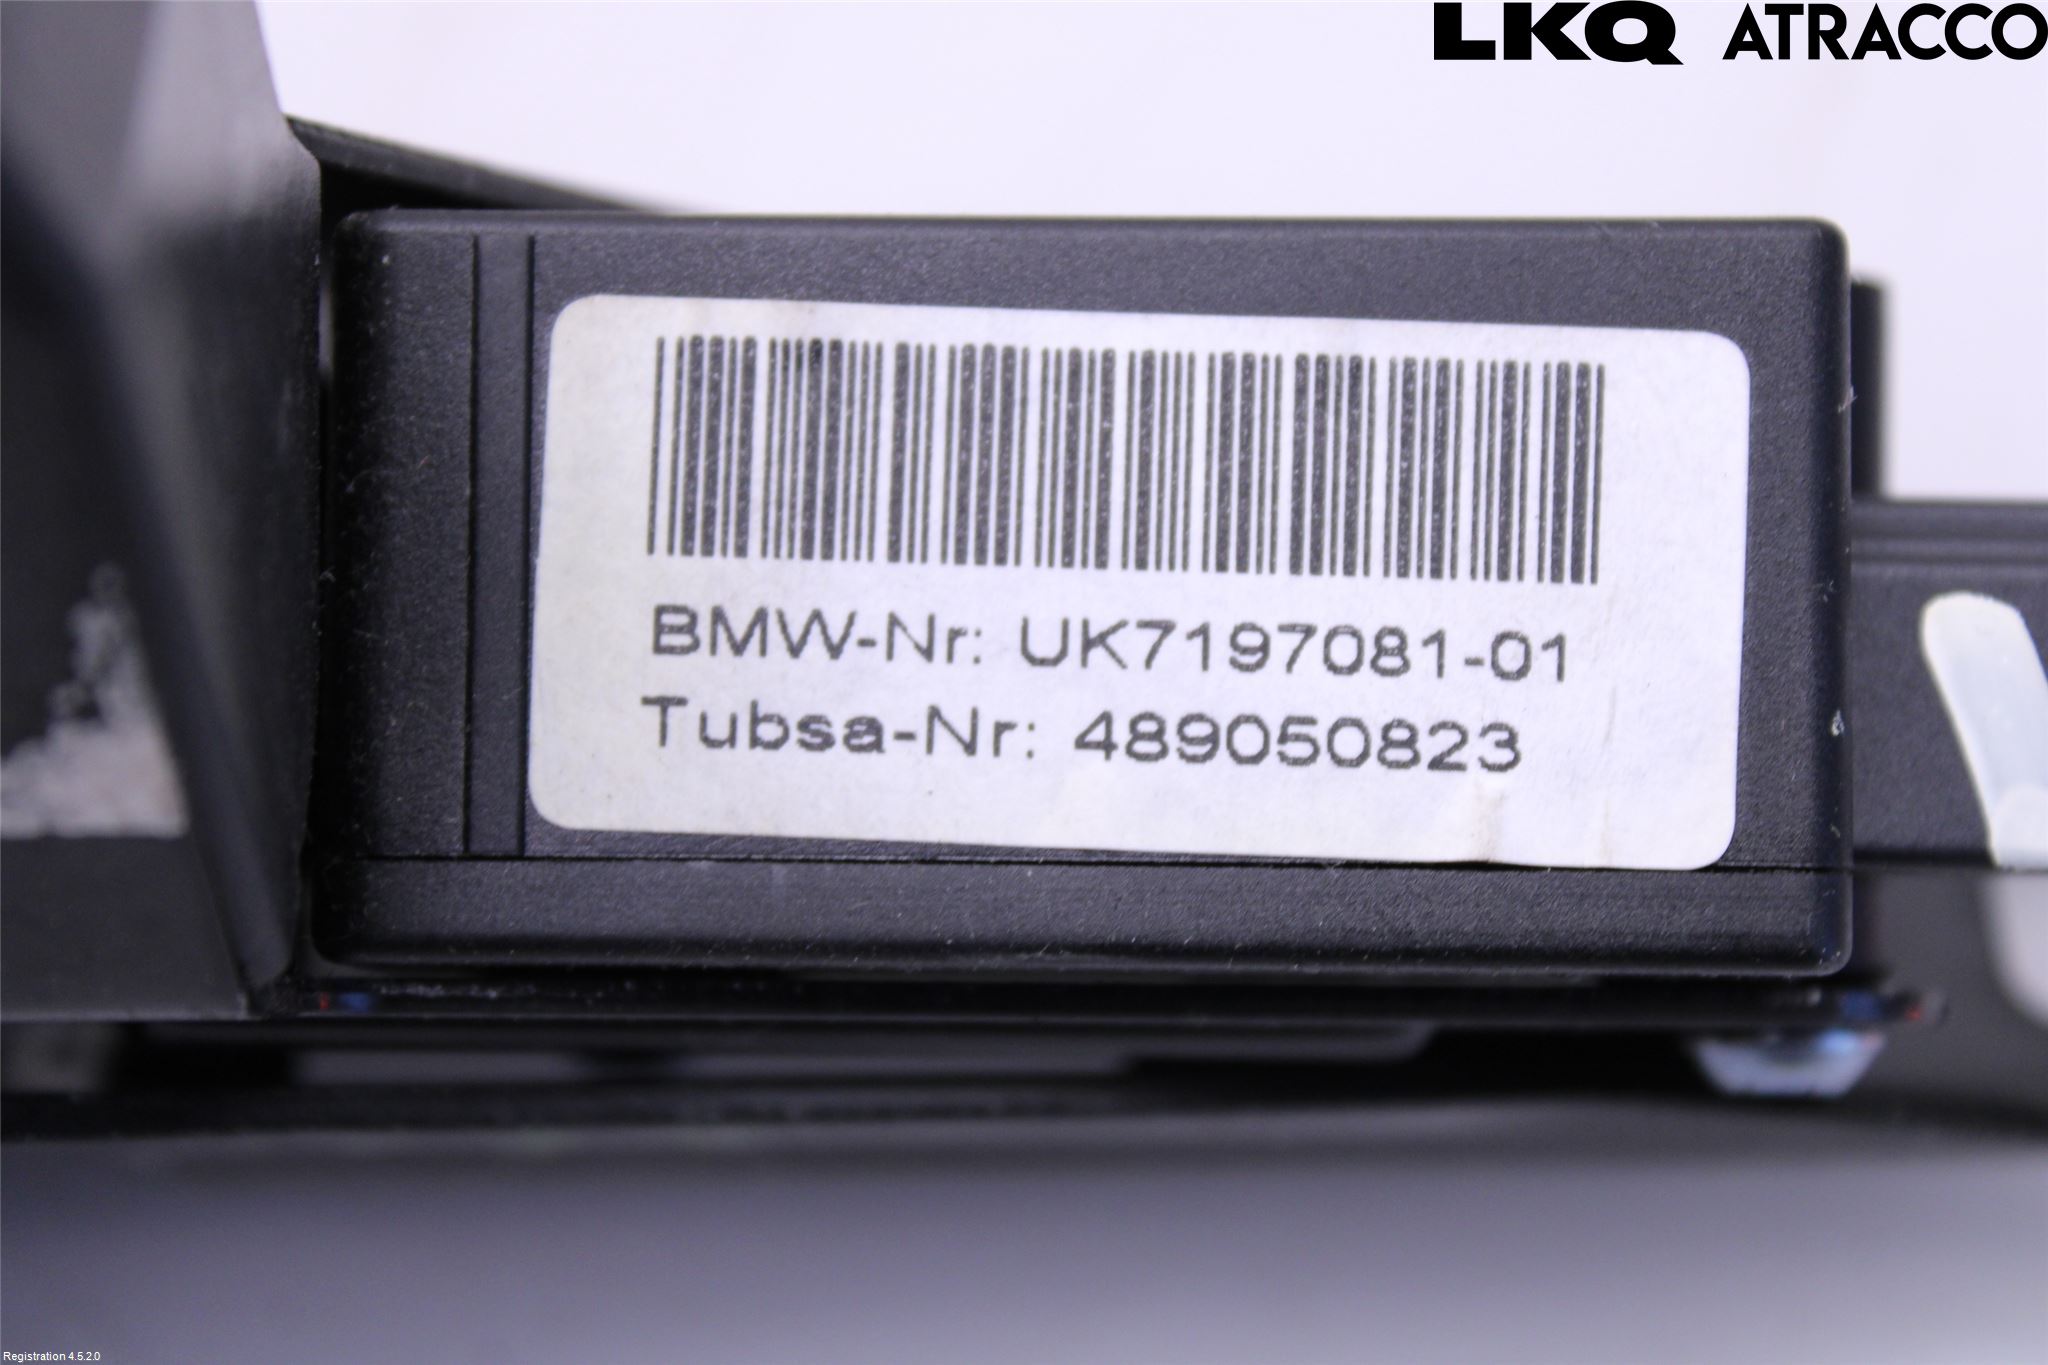 LKQ ATRACCO
BMW-Nr: UK7197081-01
Tubsa-Nr: 489050823
Registration 4.5.2.0